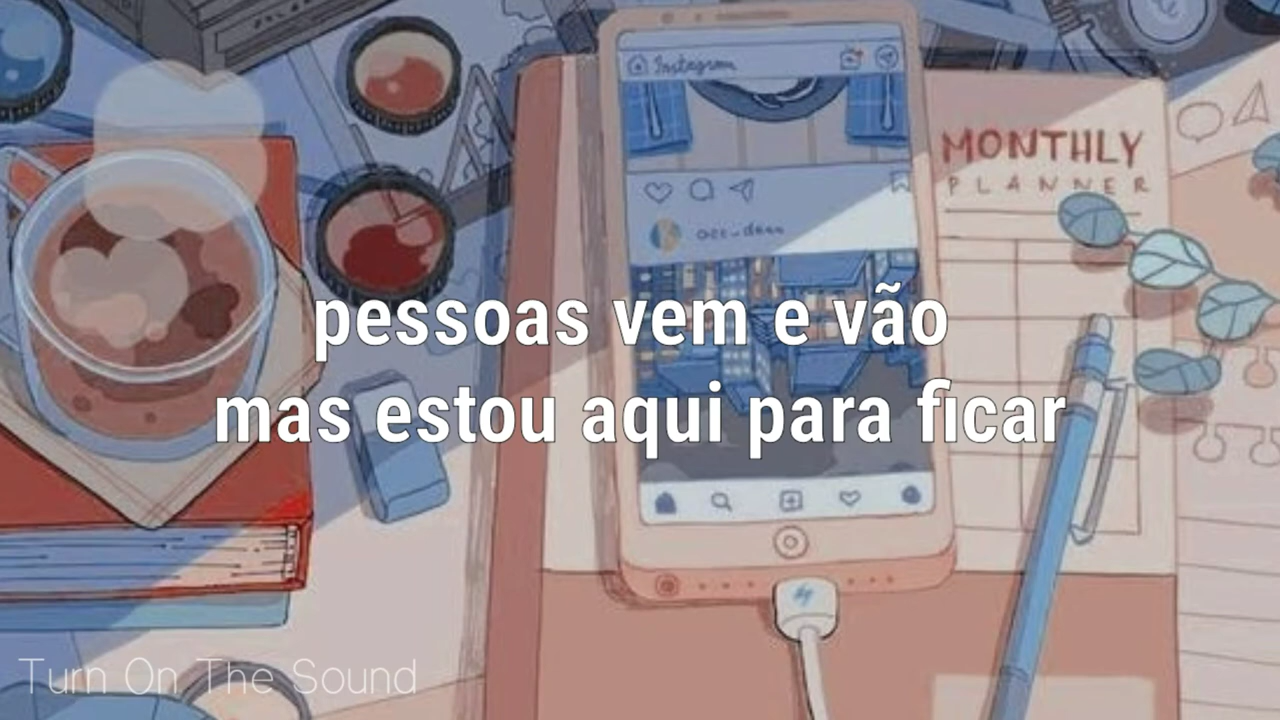 Instagram
MONTHLY
PLANNER
pessoas vem e vão
mas estou aqui para ficar
Turn On The Sound